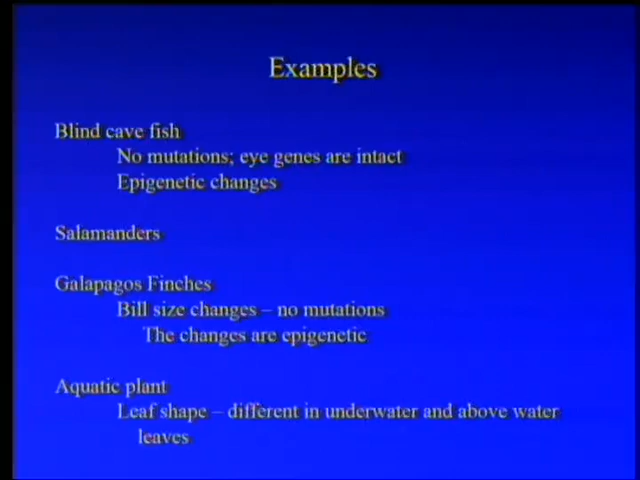 Examples
Blind cave fish
No mutations; eye genes are intact
Epigenetic changes
Salamanders
Galapagos Finches
Bill size changes – no mutations
The changes are epigenetic
Aquatic plant
Leaf shape – different in underwater and above water
leaves